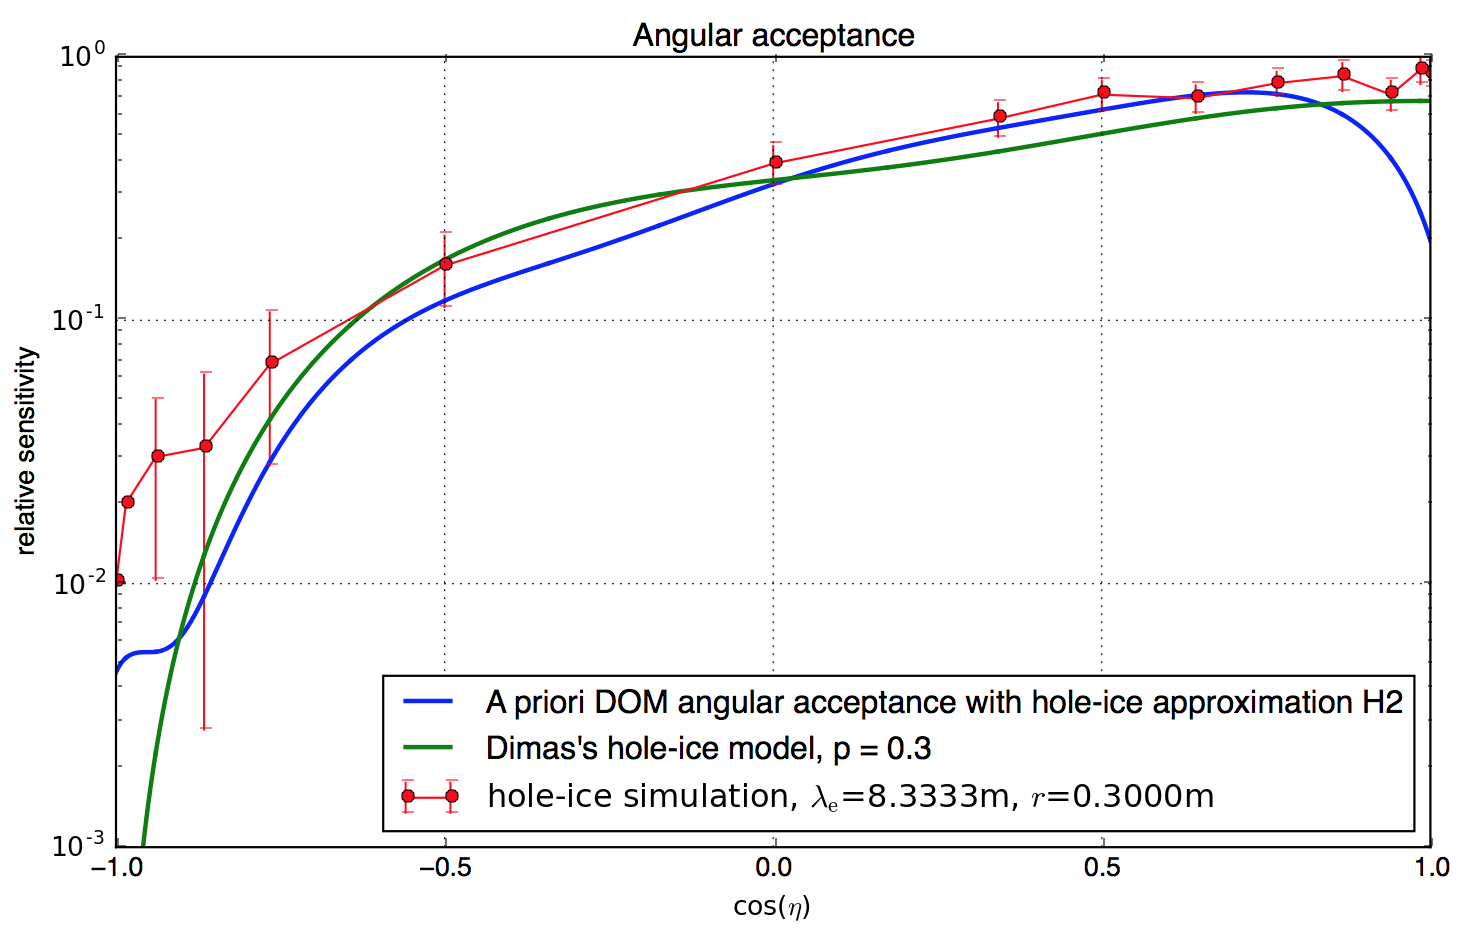 Angular acceptance
10⁰
10⁻¹
10⁻²
10⁻³
relative sensitivity
A priori DOM angular acceptance with hole-ice approximation H2
Dimas's hole-ice model, p = 0.3
hole-ice simulation, λₑ=8.3333m, r=0.3000m
−1.0 −0.5 0.0 0.5 1.0
cos(η)